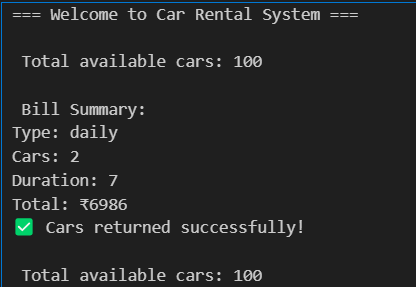 === Welcome to Car Rental System ===
Total available cars: 100
Bill Summary:
Type: daily
Cars: 2
Duration: 7
Total: ₹6986
✅ Cars returned successfully!
Total available cars: 100